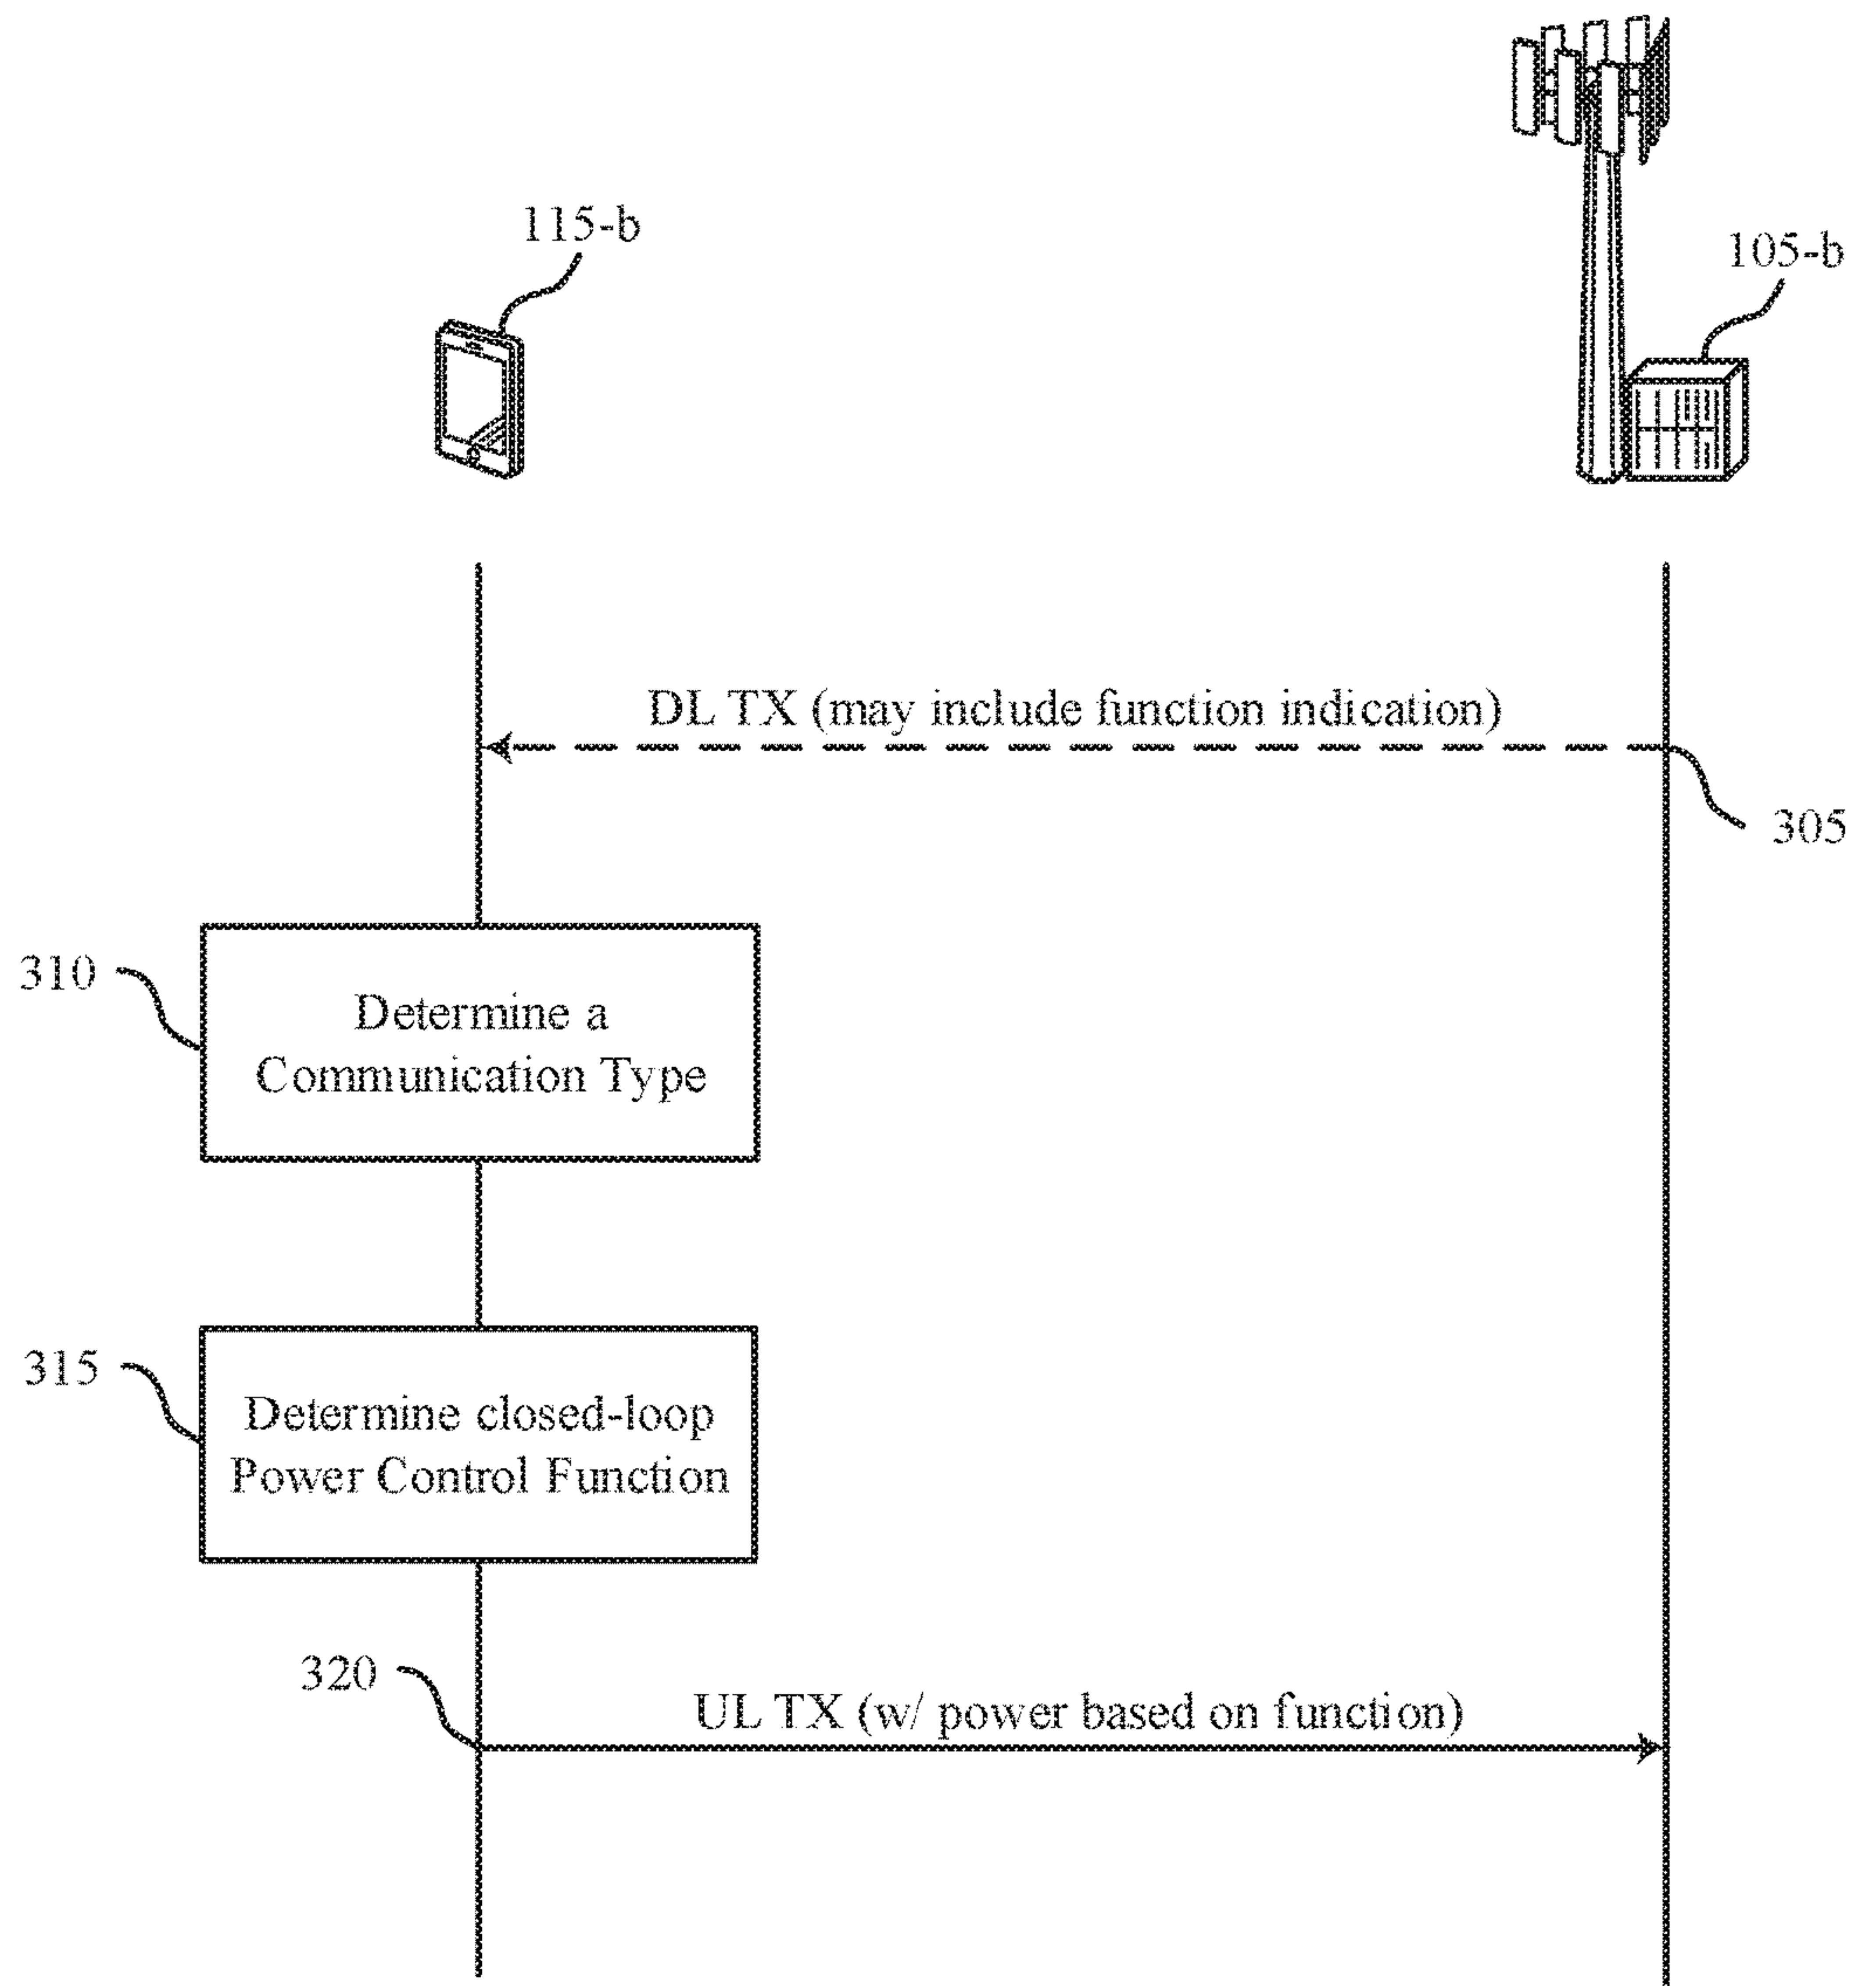 115-b
105-b
DL TX (may include function indication)
305
310
Determine a
Communication Type
315
Determine closed-loop
Power Control Function
320
UL TX (w/ power based on function)